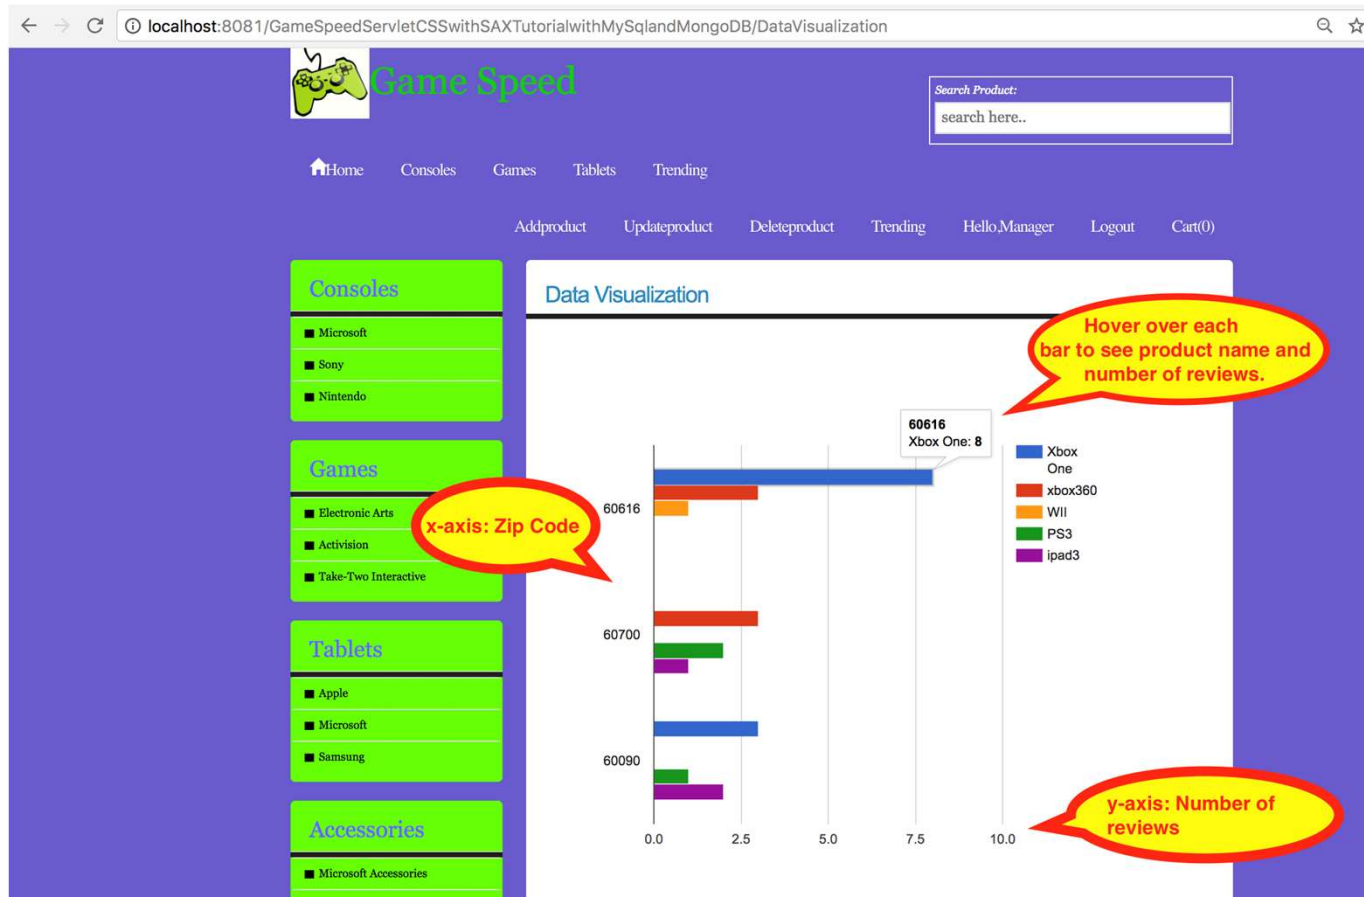 localhost:8081/GameSpeedServletCSSwithSAXTutorialwithMySqlandMongoDB/DataVisualization
Game Speed
Search Product:
search here..
Home Consoles Games Tablets Trending
Addproduct Updateproduct Deleteproduct Trending Hello,Manager Logout Cart(0)
Consoles
Microsoft
Sony
Nintendo
Games
Electronic Arts
Activision
Take-Two Interactive
Tablets
Apple
Microsoft
Samsung
Accessories
Microsoft Accessories
Data Visualization
Hover over each
bar to see product name and
number of reviews.
60616
Xbox One: 8
Xbox
One
xbox360
WII
PS3
ipad3
x-axis: Zip Code
60616
60700
60090
0.0 2.5 5.0 7.5 10.0
y-axis: Number of
reviews